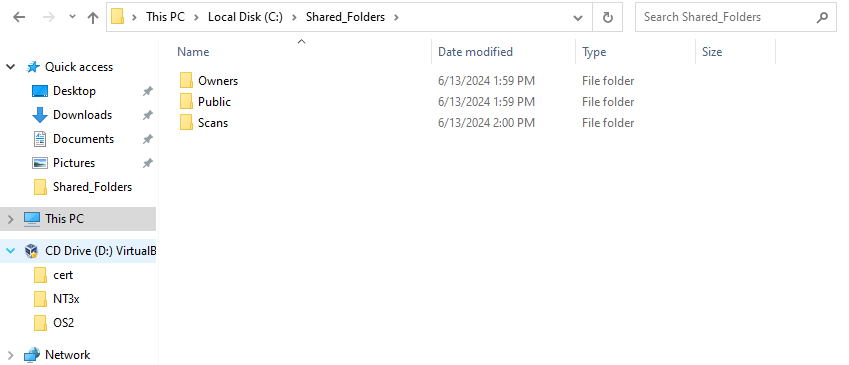 This PC > Local Disk (C:) > Shared_Folders >
Search Shared_Folders
Name Date modified Type Size
Quick access
Desktop
Downloads
Documents
Pictures
Shared_Folders
This PC
CD Drive (D:) VirtualB
cert
NT3x
OS2
Network
Owners 6/13/2024 1:59 PM File folder
Public 6/13/2024 1:59 PM File folder
Scans 6/13/2024 2:00 PM File folder